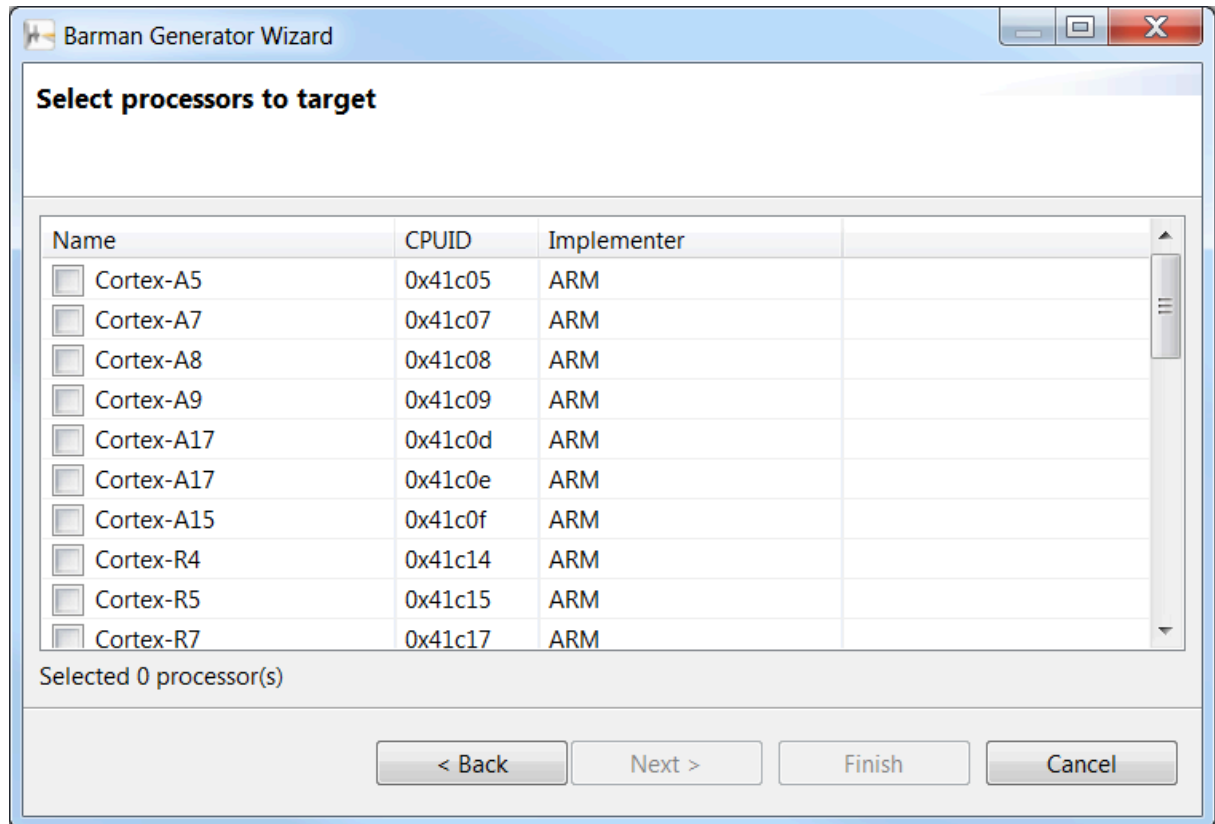 Barman Generator Wizard
Select processors to target
Name CPUID Implementer
Cortex-A5 0x41c05 ARM
Cortex-A7 0x41c07 ARM
Cortex-A8 0x41c08 ARM
Cortex-A9 0x41c09 ARM
Cortex-A17 0x41c0d ARM
Cortex-A17 0x41c0e ARM
Cortex-A15 0x41c0f ARM
Cortex-R4 0x41c14 ARM
Cortex-R5 0x41c15 ARM
Cortex-R7 0x41c17 ARM
Selected 0 processor(s)
< Back Next > Finish Cancel